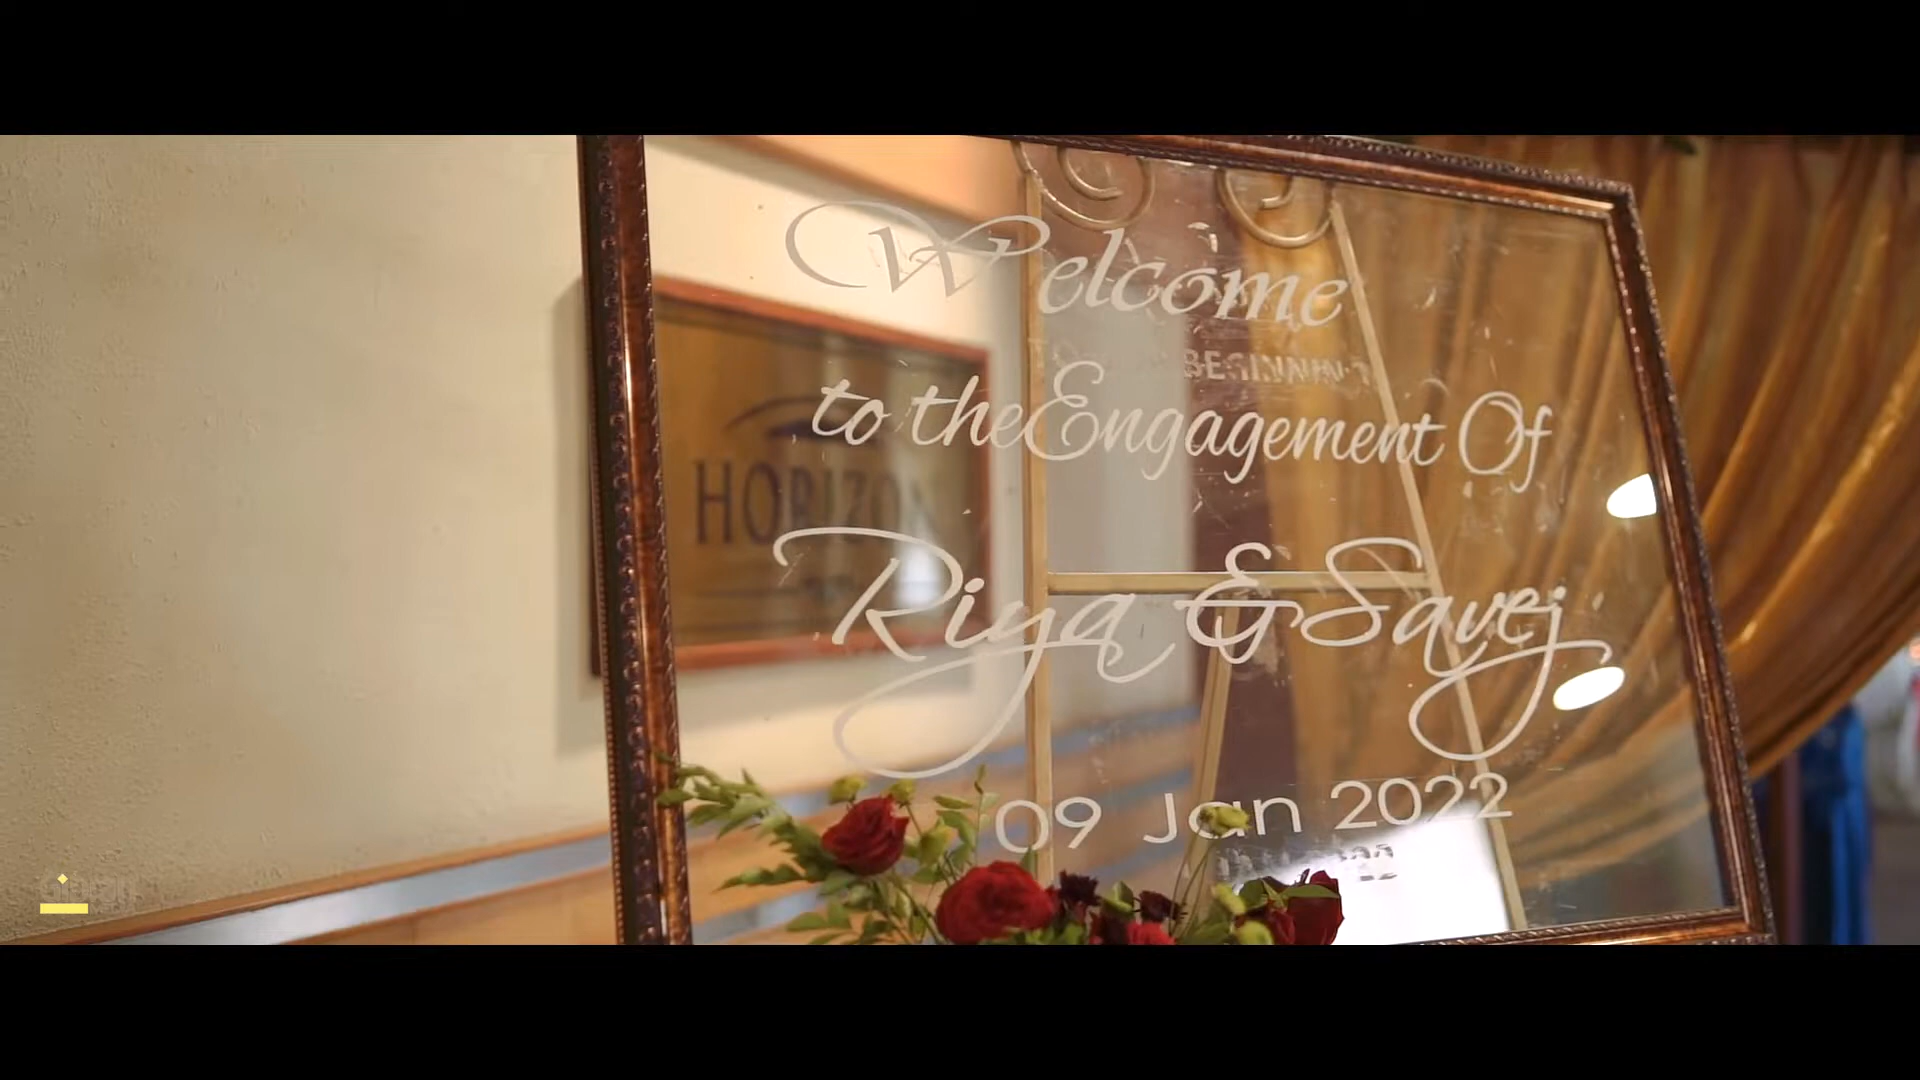 Welcome
to the Engagement Of
Riya & Savej
09 Jan 2022
HORIZON